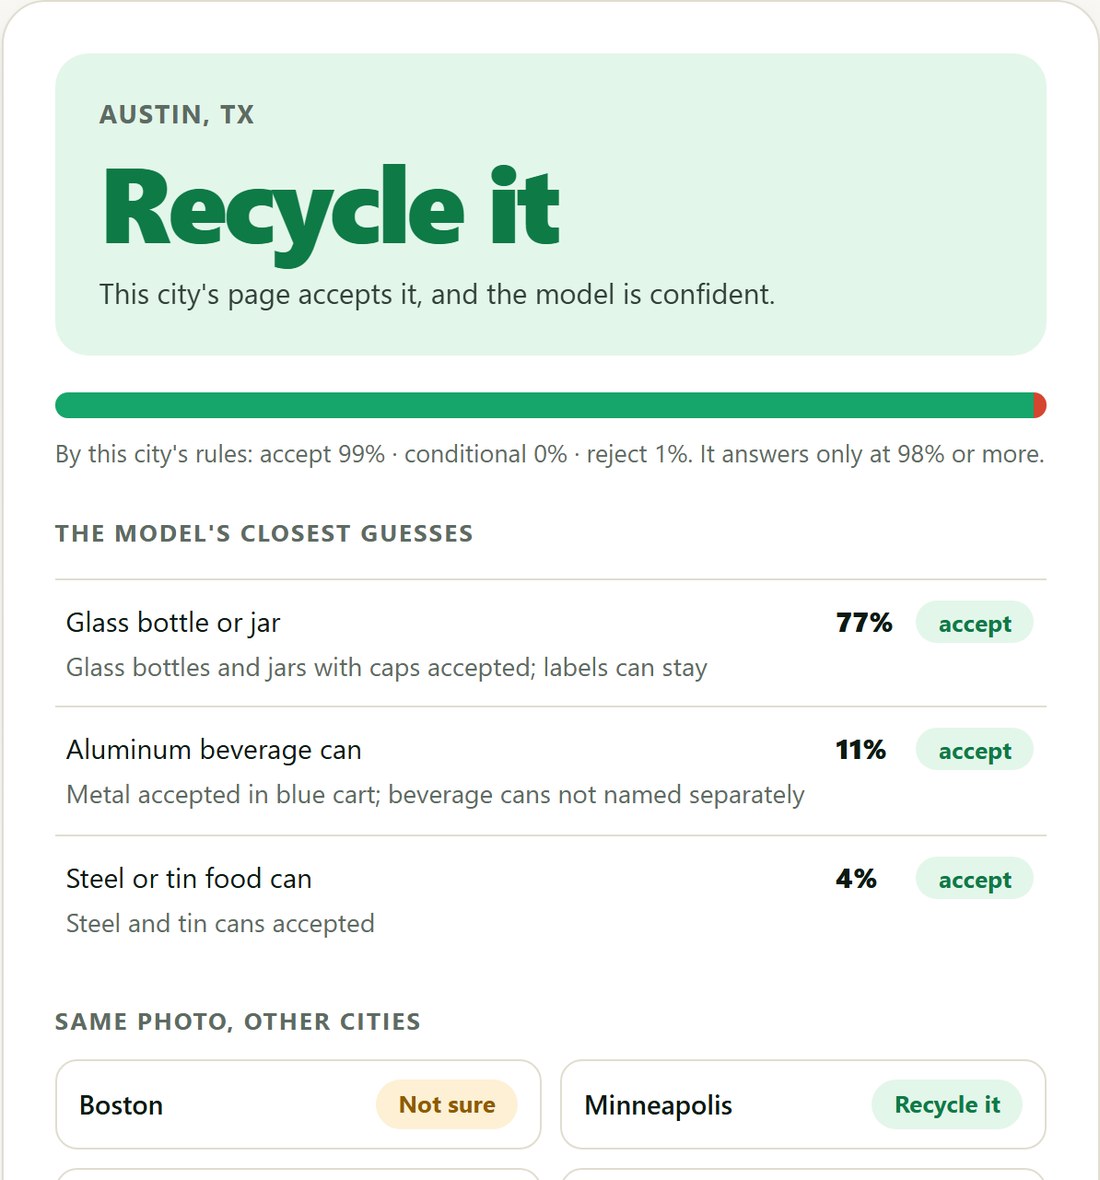 AUSTIN, TX
Recycle it
This city's page accepts it, and the model is confident.
By this city's rules: accept 99% · conditional 0% · reject 1%. It answers only at 98% or more.
THE MODEL'S CLOSEST GUESSES
Glass bottle or jar 77% accept
Glass bottles and jars with caps accepted; labels can stay
Aluminum beverage can 11% accept
Metal accepted in blue cart; beverage cans not named separately
Steel or tin food can 4% accept
Steel and tin cans accepted
SAME PHOTO, OTHER CITIES
Boston Not sure
Minneapolis Recycle it